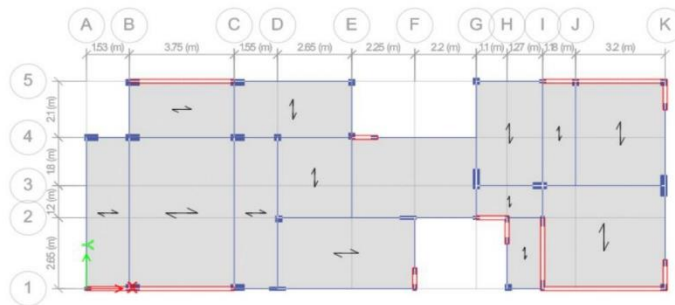 A B C D E F G H I J K
1.53 (m) 3.75 (m) 1.55 (m) 2.65 (m) 2.25 (m) 2.2 (m) 1.1 (m) 1.27 (m) 1.18 (m) 3.2 (m)
5
2.1 (m)
4
1.8 (m)
3
1.2 (m)
2
2.65 (m)
Y
1
X